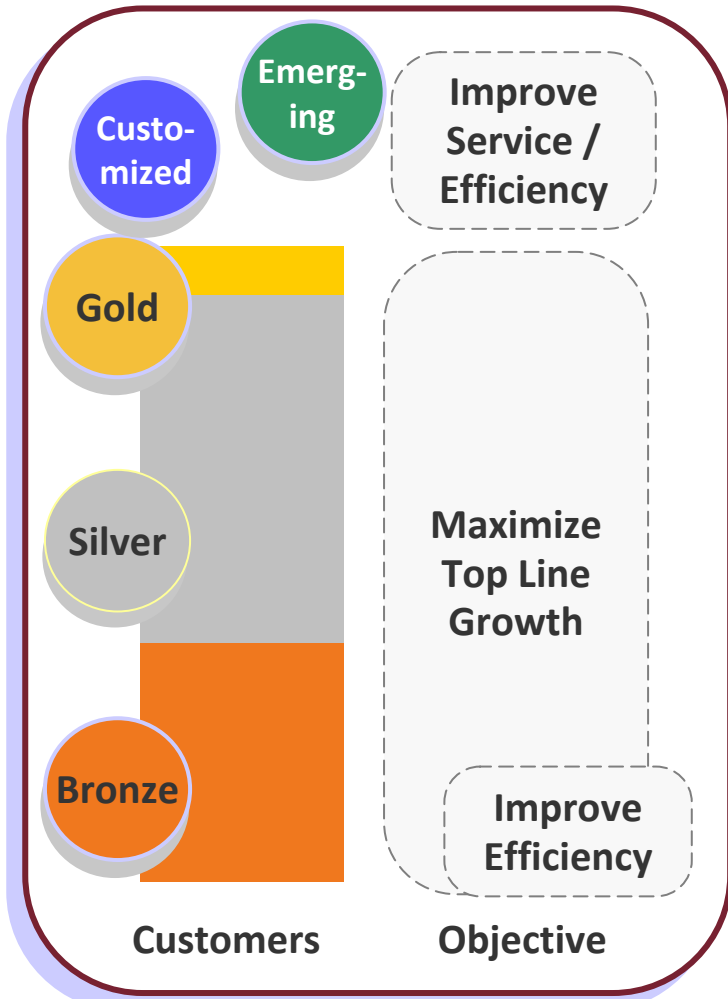 Emerg-
ing
Custo-
mized
Improve
Service /
Efficiency
Gold
Silver
Maximize
Top Line
Growth
Bronze
Improve
Efficiency
Customers
Objective